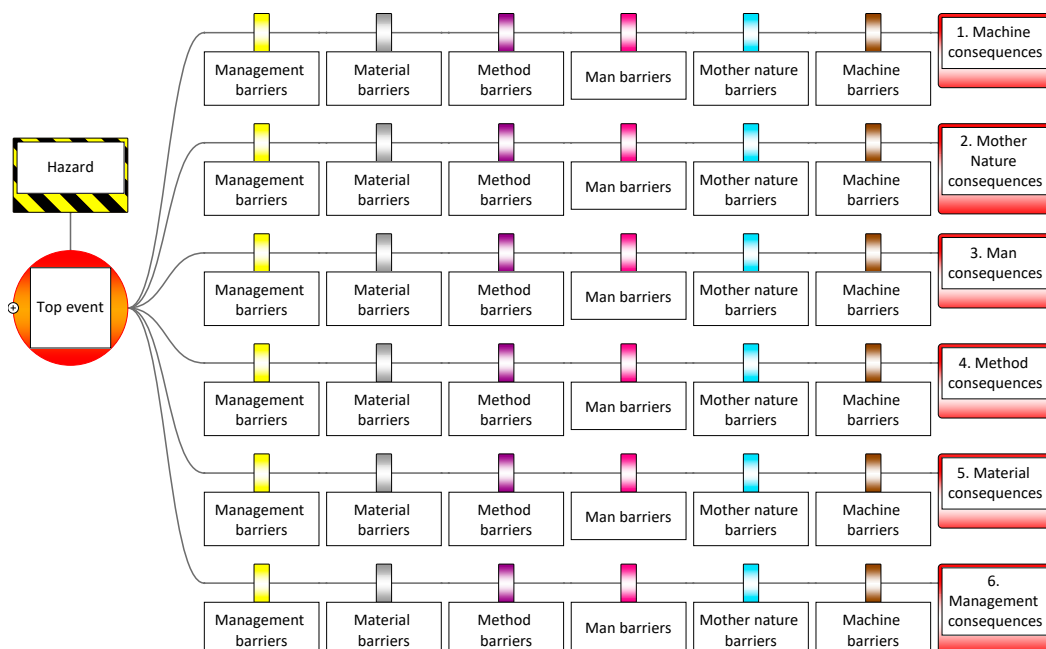 Hazard
Top event
Management
barriers
Material
barriers
Method
barriers
Man barriers
Mother nature
barriers
Machine
barriers
1. Machine
consequences
Management
barriers
Material
barriers
Method
barriers
Man barriers
Mother nature
barriers
Machine
barriers
2. Mother
Nature
consequences
Management
barriers
Material
barriers
Method
barriers
Man barriers
Mother nature
barriers
Machine
barriers
3. Man
consequences
Management
barriers
Material
barriers
Method
barriers
Man barriers
Mother nature
barriers
Machine
barriers
4. Method
consequences
Management
barriers
Material
barriers
Method
barriers
Man barriers
Mother nature
barriers
Machine
barriers
5. Material
consequences
Management
barriers
Material
barriers
Method
barriers
Man barriers
Mother nature
barriers
Machine
barriers
6.
Management
consequences